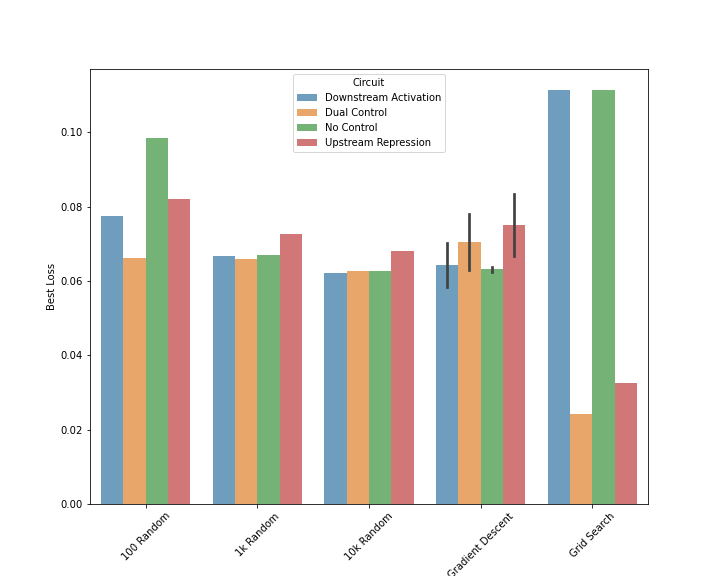 Circuit
Downstream Activation
Dual Control
No Control
Upstream Repression
Best Loss
0.10
0.08
0.06
0.04
0.02
0.00
100 Random
1k Random
10k Random
Gradient Descent
Grid Search